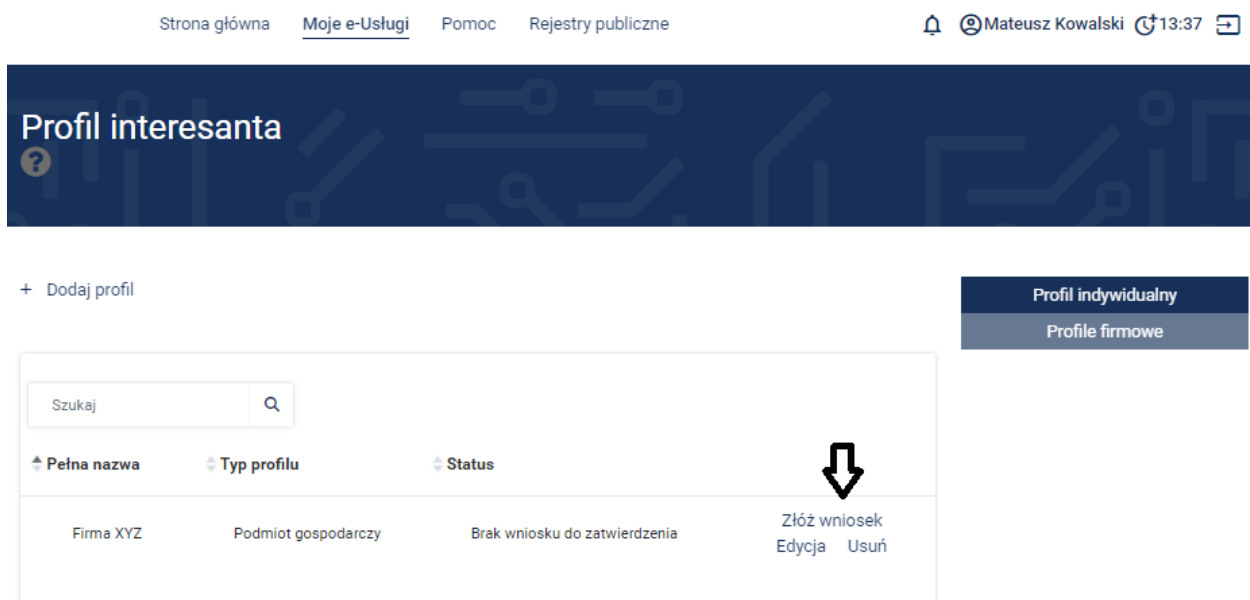 Strona główna Moje e-Usługi Pomoc Rejestry publiczne Mateusz Kowalski 13:37
Profil interesanta
?
+ Dodaj profil
Profil indywidualny
Profile firmowe
Szukaj
Pełna nazwa Typ profilu Status
Firma XYZ Podmiot gospodarczy Brak wniosku do zatwierdzenia Złóż wniosek
Edycja Usuń